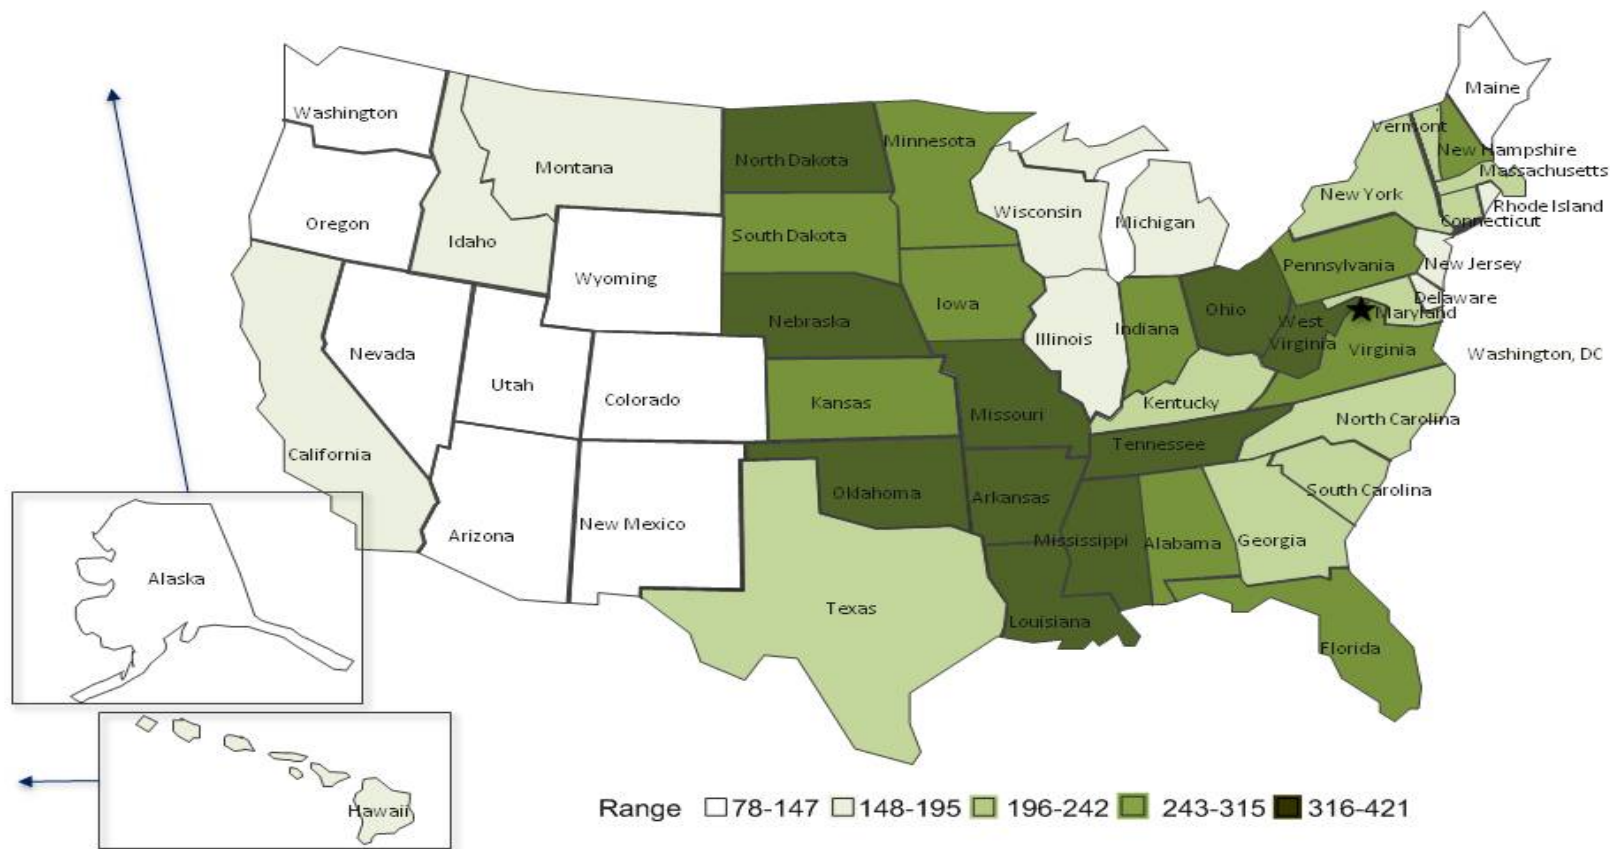 Maine
Washington
Vermont
Minnesota
New Hampshire
North Dakota
Montana
Massachusetts
New York
Rhode Island
Wisconsin
Michigan
Connecticut
Oregon
South Dakota
Idaho
Pennsylvania
New Jersey
Wyoming
Delaware
Iowa
Ohio
Maryland
Nebraska
West
Virginia
Indiana
Illinois
Virginia
Nevada
Washington, DC
Utah
Colorado
Kansas
Kentucky
Missouri
North Carolina
Tennessee
California
Oklahoma
Arkansas
South Carolina
New Mexico
Arizona
Mississippi
Alabama
Georgia
Alaska
Texas
Louisiana
Florida
Hawaii
Range 78-147 148-195 196-242 243-315 316-421